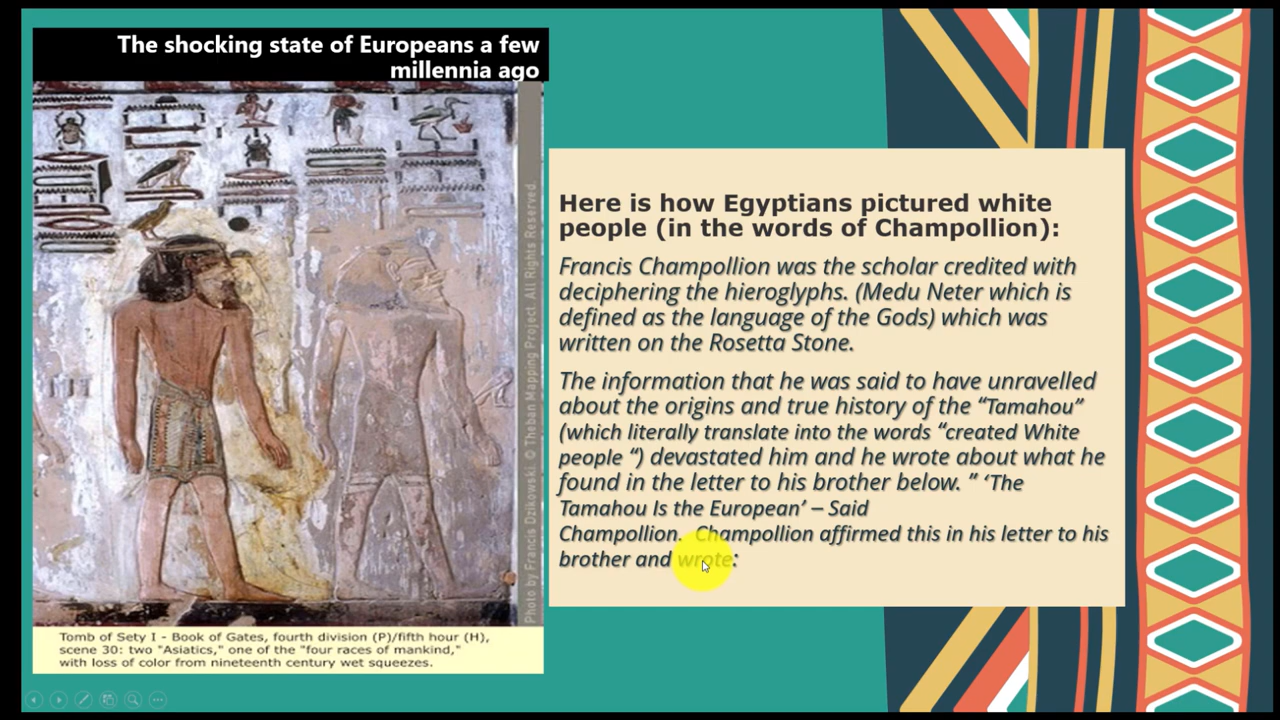 The shocking state of Europeans a few
millennia ago
Photo by Francis Dzikowski. © Theban Mapping Project. All Rights Reserved.
Tomb of Sety I - Book of Gates, fourth division (P)/fifth hour (H),
scene 30: two "Asiatics," one of the "four races of mankind,"
with loss of color from nineteenth century wet squeezes.
Here is how Egyptians pictured white
people (in the words of Champollion):
Francis Champollion was the scholar credited with
deciphering the hieroglyphs. (Medu Neter which is
defined as the language of the Gods) which was
written on the Rosetta Stone.
The information that he was said to have unravelled
about the origins and true history of the “Tamahou”
(which literally translate into the words “created White
people “) devastated him and he wrote about what he
found in the letter to his brother below. ” ‘The
Tamahou Is the European’ – Said
Champollion. Champollion affirmed this in his letter to his
brother and wrote: